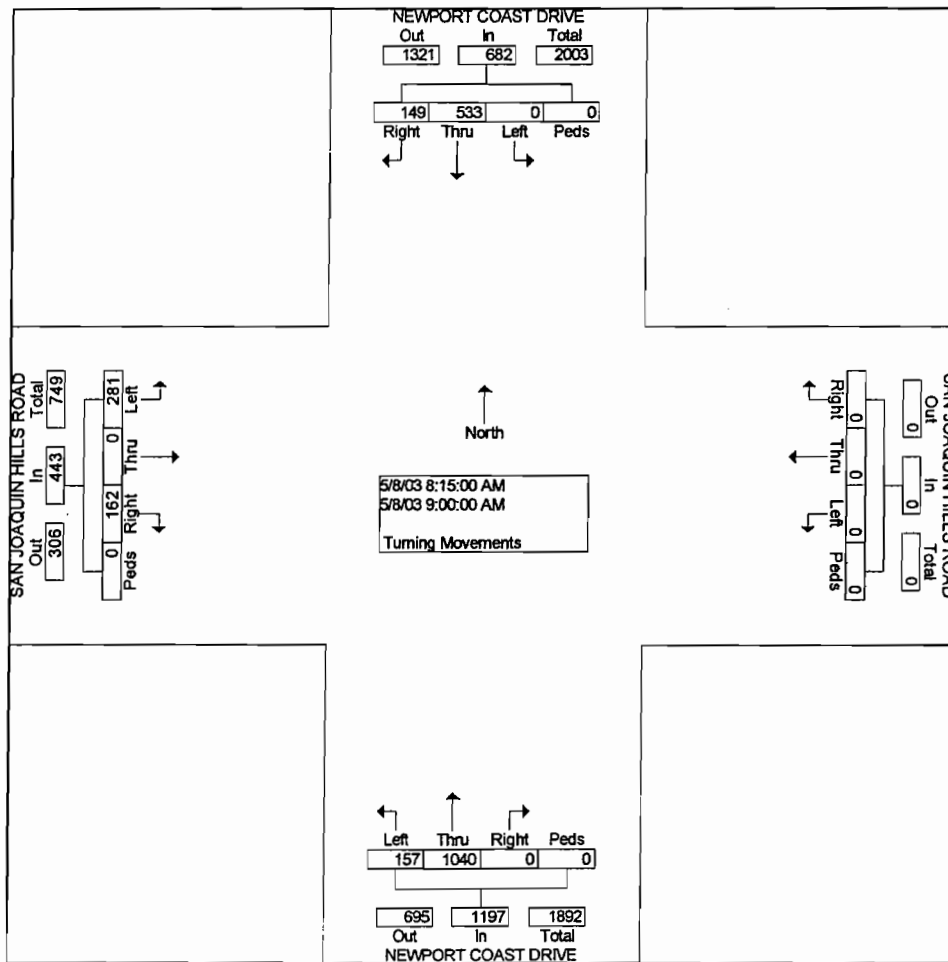 NEWPORT COAST DRIVE
Out In Total
1321 682 2003
149 533 0 0
Right Thru Left Peds
SAN JOAQUIN HILLS ROAD
Out In Total
306 443 749
Peds Right Thru Left
0 162 0 281
North
5/8/03 8:15:00 AM
5/8/03 9:00:00 AM
Turning Movements
Right Thru Left Peds
0 0 0 0
Out In Total
0 0 0
SAN JOAQUIN HILLS ROAD
Left Thru Right Peds
157 1040 0 0
695 1197 1892
Out In Total
NEWPORT COAST DRIVE